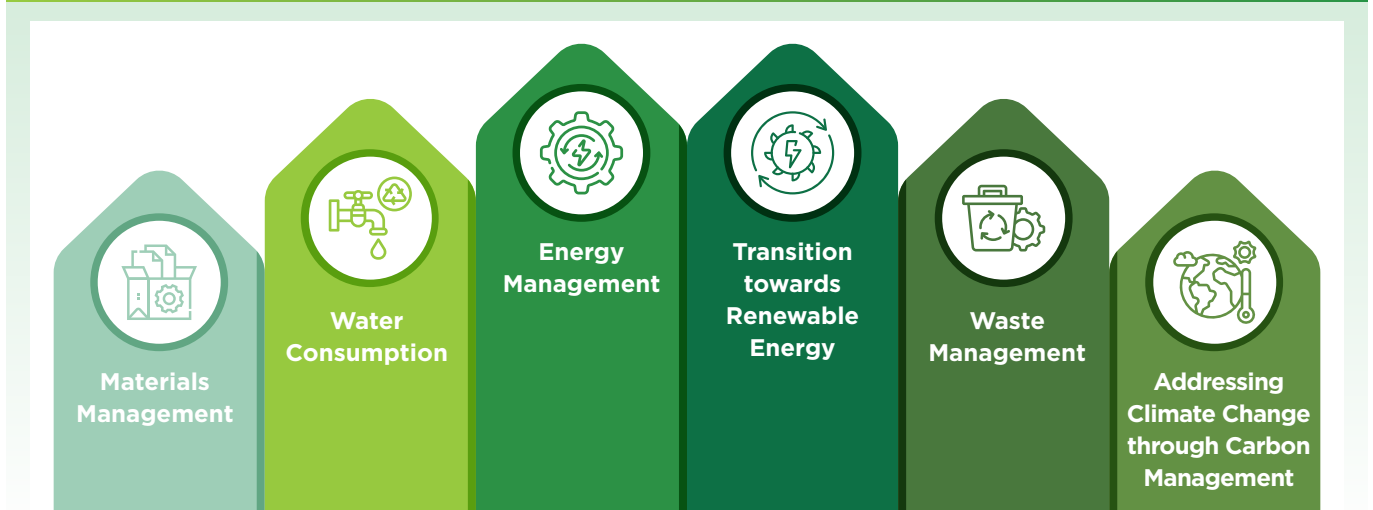 Materials
Management
Water
Consumption
Energy
Management
Transition
towards
Renewable
Energy
Waste
Management
Addressing
Climate Change
through Carbon
Management